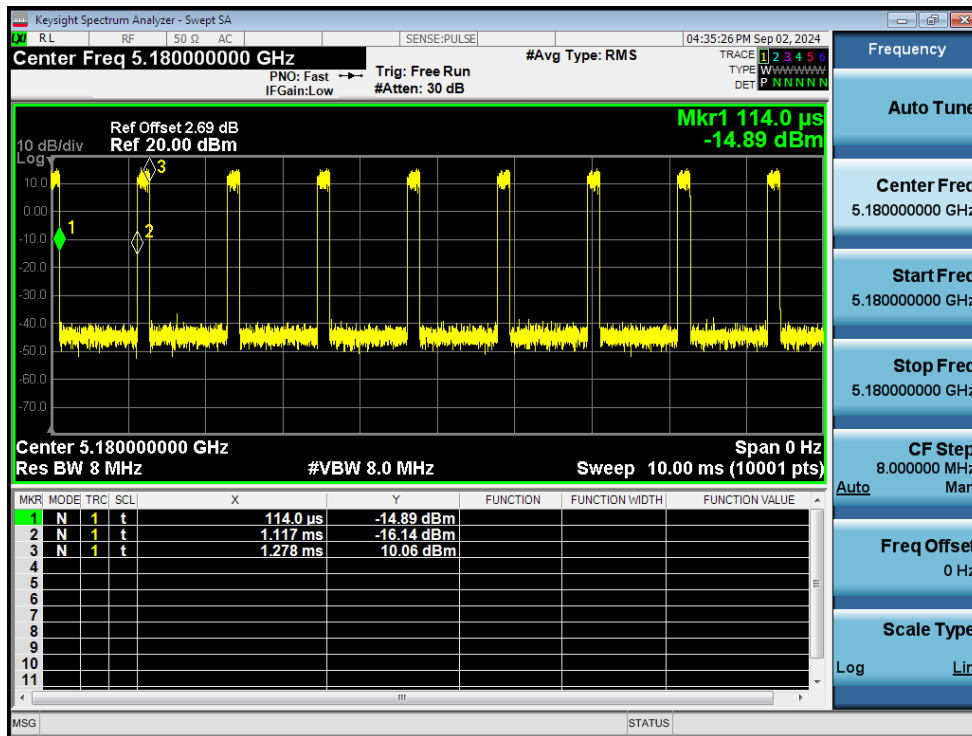 Keysight Spectrum Analyzer - Swept SA
LXI RL RF 50 Ω AC SENSE:PULSE 04:35:26 PM Sep 02, 2024
Center Freq 5.180000000 GHz
#Avg Type: RMS
TRACE 1 2 3 4 5 6
PNO: Fast Trig: Free Run
TYPE WWWWWW
IFGain:Low #Atten: 30 dB
DET P N N N N N
Mkr1 114.0 µs
-14.89 dBm
Ref Offset 2.69 dB
10 dB/div Ref 20.00 dBm
Log
10.0
0.00
-10.0
-20.0
-30.0
-40.0
-50.0
-60.0
-70.0
1
2
3
Center 5.180000000 GHz Span 0 Hz
Res BW 8 MHz #VBW 8.0 MHz Sweep 10.00 ms (10001 pts)
MKR MODE TRC SCL X Y FUNCTION FUNCTION WIDTH FUNCTION VALUE
1 N 1 t 114.0 µs -14.89 dBm
2 N 1 t 1.117 ms -16.14 dBm
3 N 1 t 1.278 ms 10.06 dBm
4
5
6
7
8
9
10
11
MSG STATUS
Frequency
Auto Tune
Center Freq
5.180000000 GHz
Start Freq
5.180000000 GHz
Stop Freq
5.180000000 GHz
CF Step
8.000000 MHz
Auto Man
Freq Offset
0 Hz
Scale Type
Log Lin